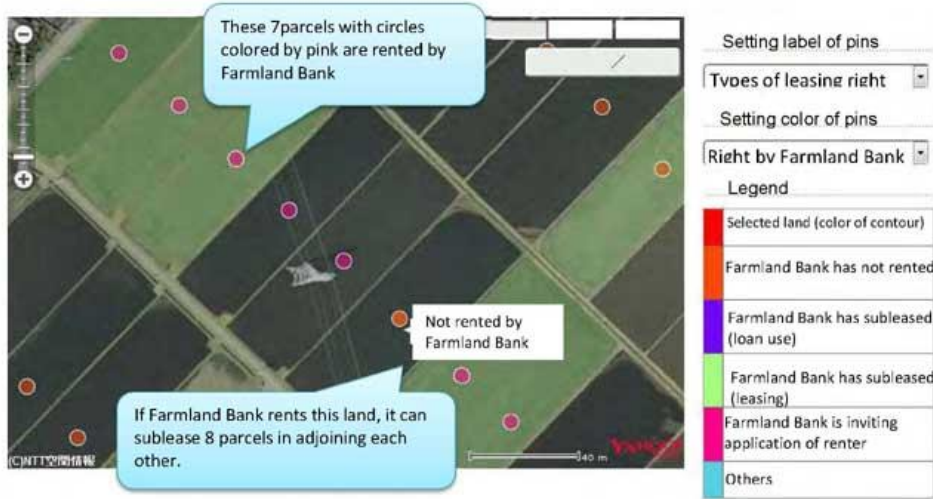 These 7parcels with circles
colored by pink are rented by
Farmland Bank
Not rented by
Farmland Bank
If Farmland Bank rents this land, it can
sublease 8 parcels in adjoining each
other.
(C)NTT空間情報
40 m
YAHOO!
Setting label of pins
Types of leasing right
Setting color of pins
Right by Farmland Bank
Legend
Selected land (color of contour)
Farmland Bank has not rented
Farmland Bank has subleased
(loan use)
Farmland Bank has subleased
(leasing)
Farmland Bank is inviting
application of renter
Others